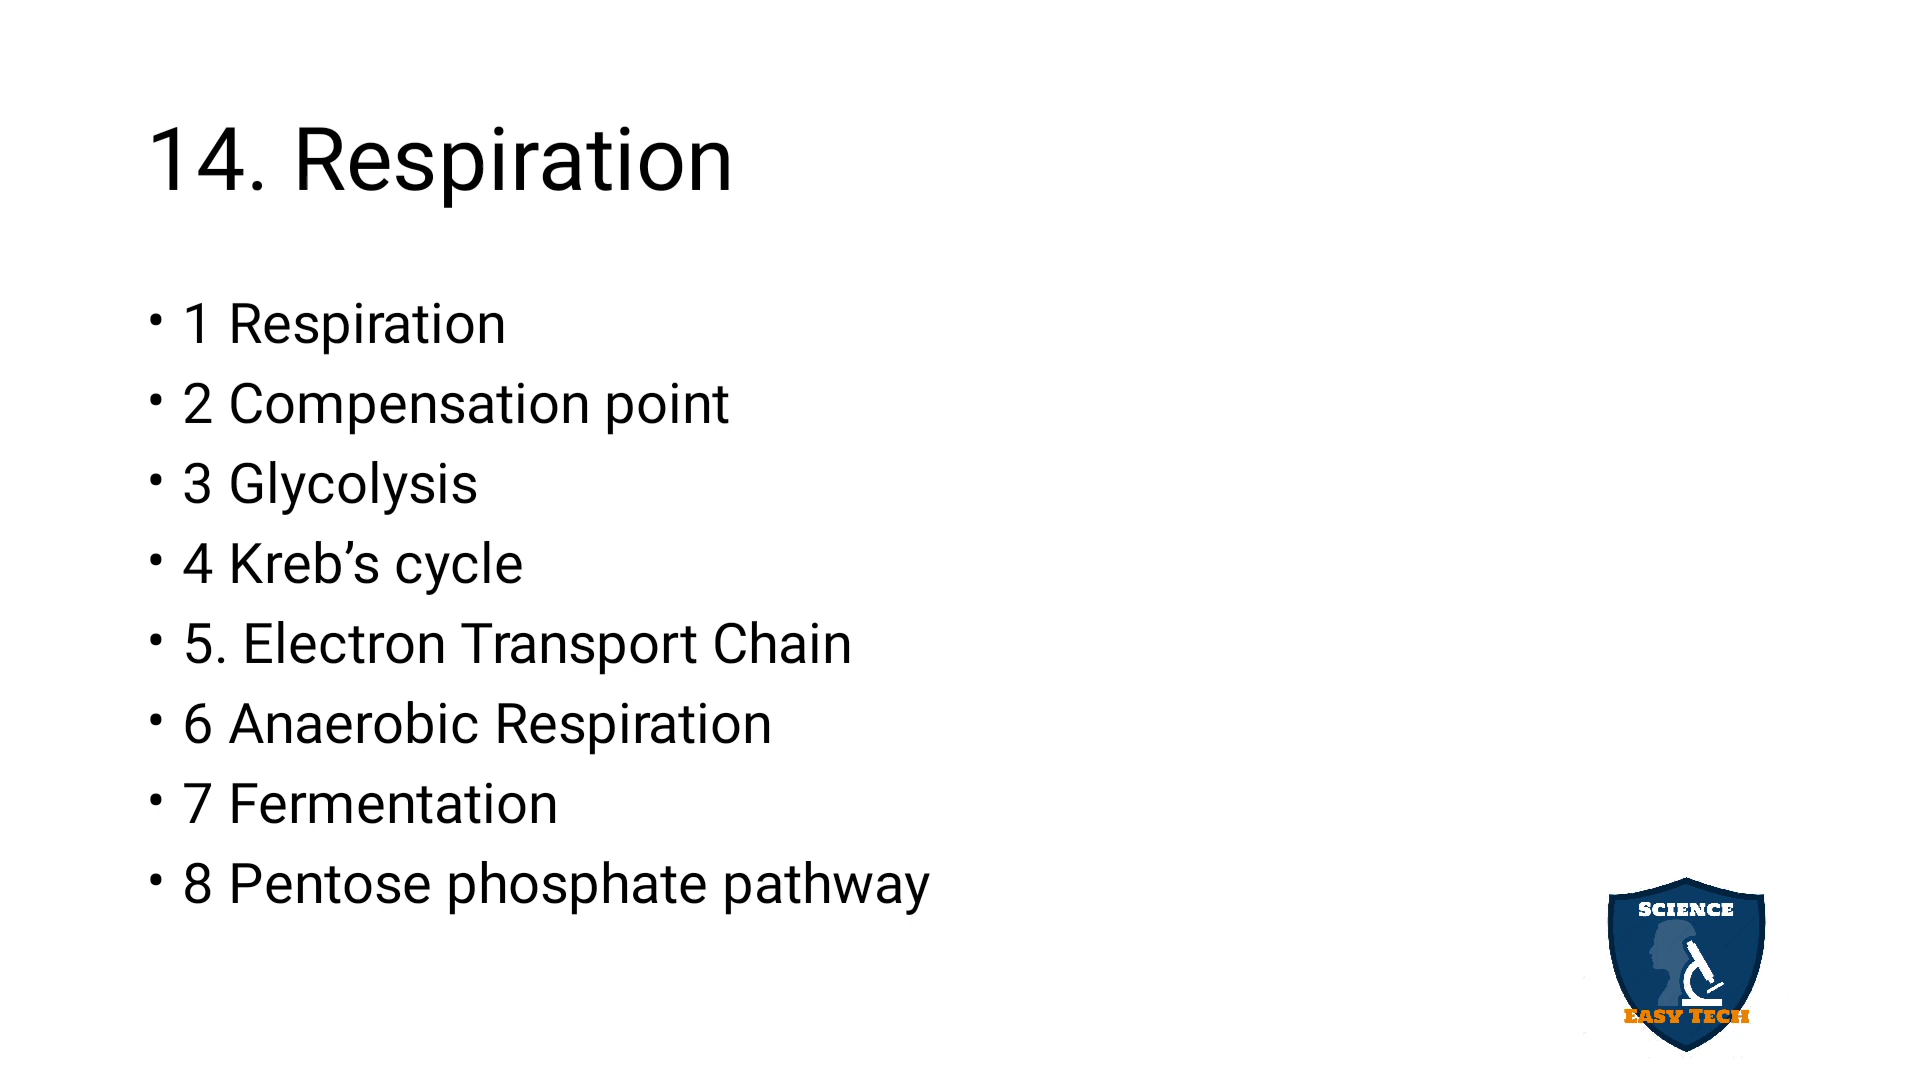 14. Respiration
• 1 Respiration
• 2 Compensation point
• 3 Glycolysis
• 4 Kreb’s cycle
• 5. Electron Transport Chain
• 6 Anaerobic Respiration
• 7 Fermentation
• 8 Pentose phosphate pathway
SCIENCE
EASY TECH